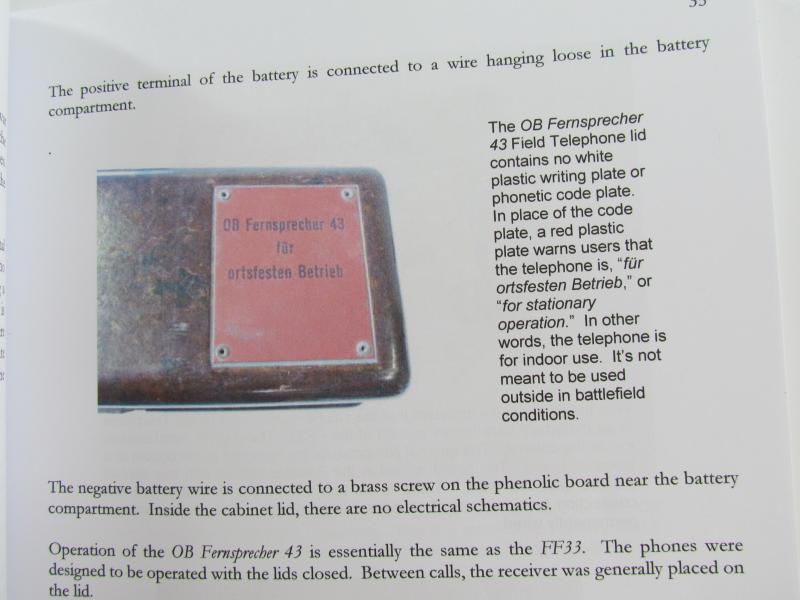 The positive terminal of the battery is connected to a wire hanging loose in the battery
compartment.
.
OB Fernsprecher 43
für
ortsfesten Betrieb
The OB Fernsprecher
43 Field Telephone lid
contains no white
plastic writing plate or
phonetic code plate.
In place of the code
plate, a red plastic
plate warns users that
the telephone is, “für
ortsfesten Betrieb,” or
“for stationary
operation.” In other
words, the telephone is
for indoor use. It's not
meant to be used
outside in battlefield
conditions.
The negative battery wire is connected to a brass screw on the phenolic board near the battery
compartment. Inside the cabinet lid, there are no electrical schematics.
Operation of the OB Fernsprecher 43 is essentially the same as the FF33. The phones were
designed to be operated with the lids closed. Between calls, the receiver was generally placed on
the lid.